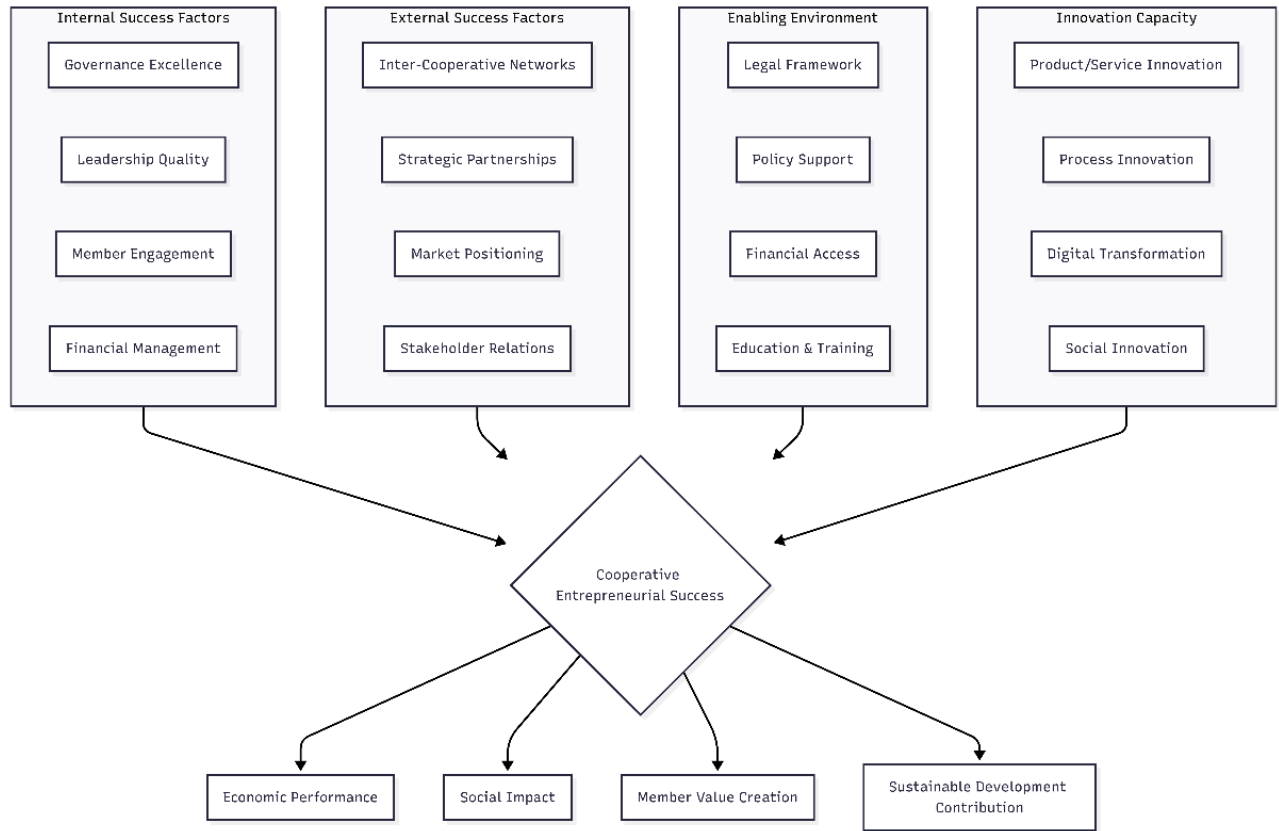 Internal Success Factors
Governance Excellence
Leadership Quality
Member Engagement
Financial Management
External Success Factors
Inter-Cooperative Networks
Strategic Partnerships
Market Positioning
Stakeholder Relations
Enabling Environment
Legal Framework
Policy Support
Financial Access
Education & Training
Innovation Capacity
Product/Service Innovation
Process Innovation
Digital Transformation
Social Innovation
Cooperative
Entrepreneurial Success
Economic Performance
Social Impact
Member Value Creation
Sustainable Development
Contribution